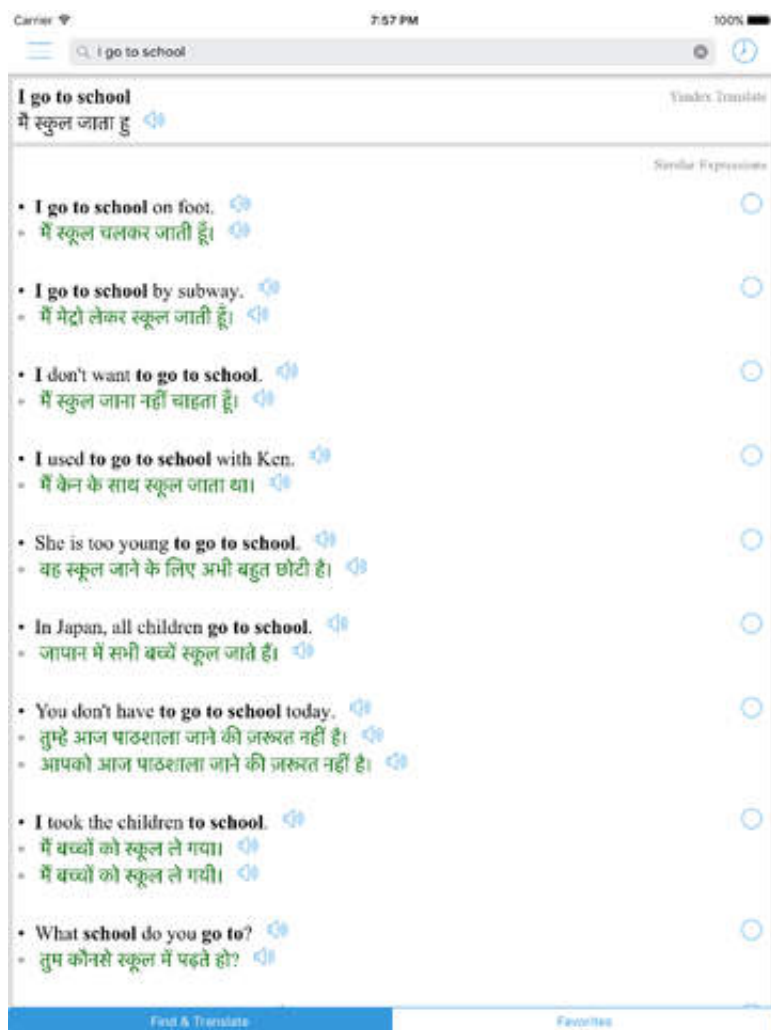 Carrier 7:57 PM 100%
I go to school
I go to school Yandex Translate
मै स्कुल जाता हु
Similar Expressions
• I go to school on foot.
मैं स्कूल चलकर जाती हूँ।
• I go to school by subway.
मैं मेट्रो लेकर स्कूल जाती हूँ।
• I don't want to go to school.
मैं स्कुल जाना नहीं चाहता हूँ।
• I used to go to school with Ken.
मैं केन के साथ स्कूल जाता था।
• She is too young to go to school.
वह स्कूल जाने के लिए अभी बहुत छोटी है।
• In Japan, all children go to school.
जापान में सभी बच्चें स्कूल जाते हैं।
• You don't have to go to school today.
तुम्हे आज पाठशाला जाने की ज़रूरत नहीं है।
आपको आज पाठशाला जाने की ज़रूरत नहीं है।
• I took the children to school.
मैं बच्चों को स्कूल ले गया।
मैं बच्चों को स्कूल ले गयी।
• What school do you go to?
तुम कौनसे स्कूल में पढ़ते हो?
Find & Translate Favorites